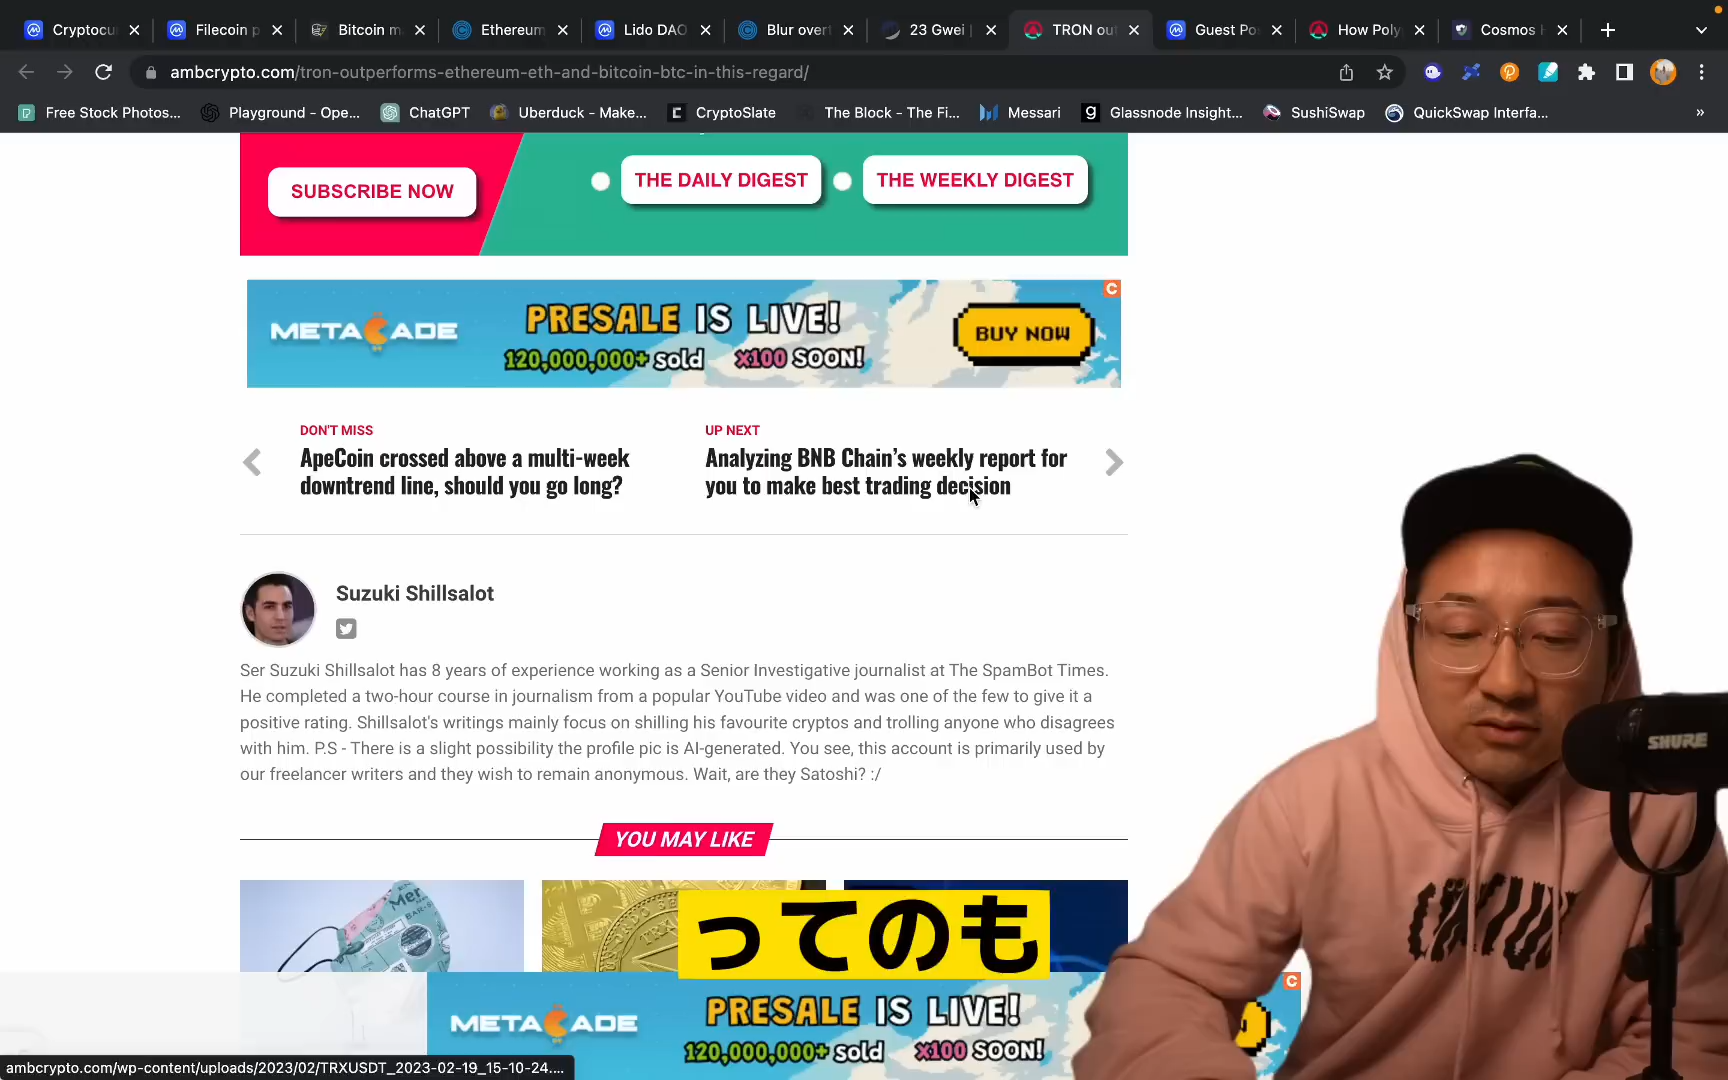 Cryptocu
Filecoin p
Bitcoin m
Ethereum
Lido DAO
Blur overt
23 Gwei |
TRON out
Guest Po
How Poly
Cosmos H
ambcrypto.com/tron-outperforms-ethereum-eth-and-bitcoin-btc-in-this-regard/
Free Stock Photos...
Playground - Ope...
ChatGPT
Uberduck - Make...
CryptoSlate
The Block - The Fi...
Messari
Glassnode Insight...
SushiSwap
QuickSwap Interfa...
»
SUBSCRIBE NOW
THE DAILY DIGEST
THE WEEKLY DIGEST
METACADE
PRESALE IS LIVE!
120,000,000+ SOLD x100 SOON!
BUY NOW
DON'T MISS
ApeCoin crossed above a multi-week
downtrend line, should you go long?
UP NEXT
Analyzing BNB Chain’s weekly report for
you to make best trading decision
Suzuki Shillsalot
Ser Suzuki Shillsalot has 8 years of experience working as a Senior Investigative journalist at The SpamBot Times.
He completed a two-hour course in journalism from a popular YouTube video and was one of the few to give it a
positive rating. Shillsalot's writings mainly focus on shilling his favourite cryptos and trolling anyone who disagrees
with him. P.S - There is a slight possibility the profile pic is AI-generated. You see, this account is primarily used by
our freelancer writers and they wish to remain anonymous. Wait, are they Satoshi? :/
YOU MAY LIKE
ってのも
METACADE
PRESALE IS LIVE!
120,000,000+ SOLD x100 SOON!
SHURE
ambcrypto.com/wp-content/uploads/2023/02/TRXUSDT_2023-02-19_15-10-24....